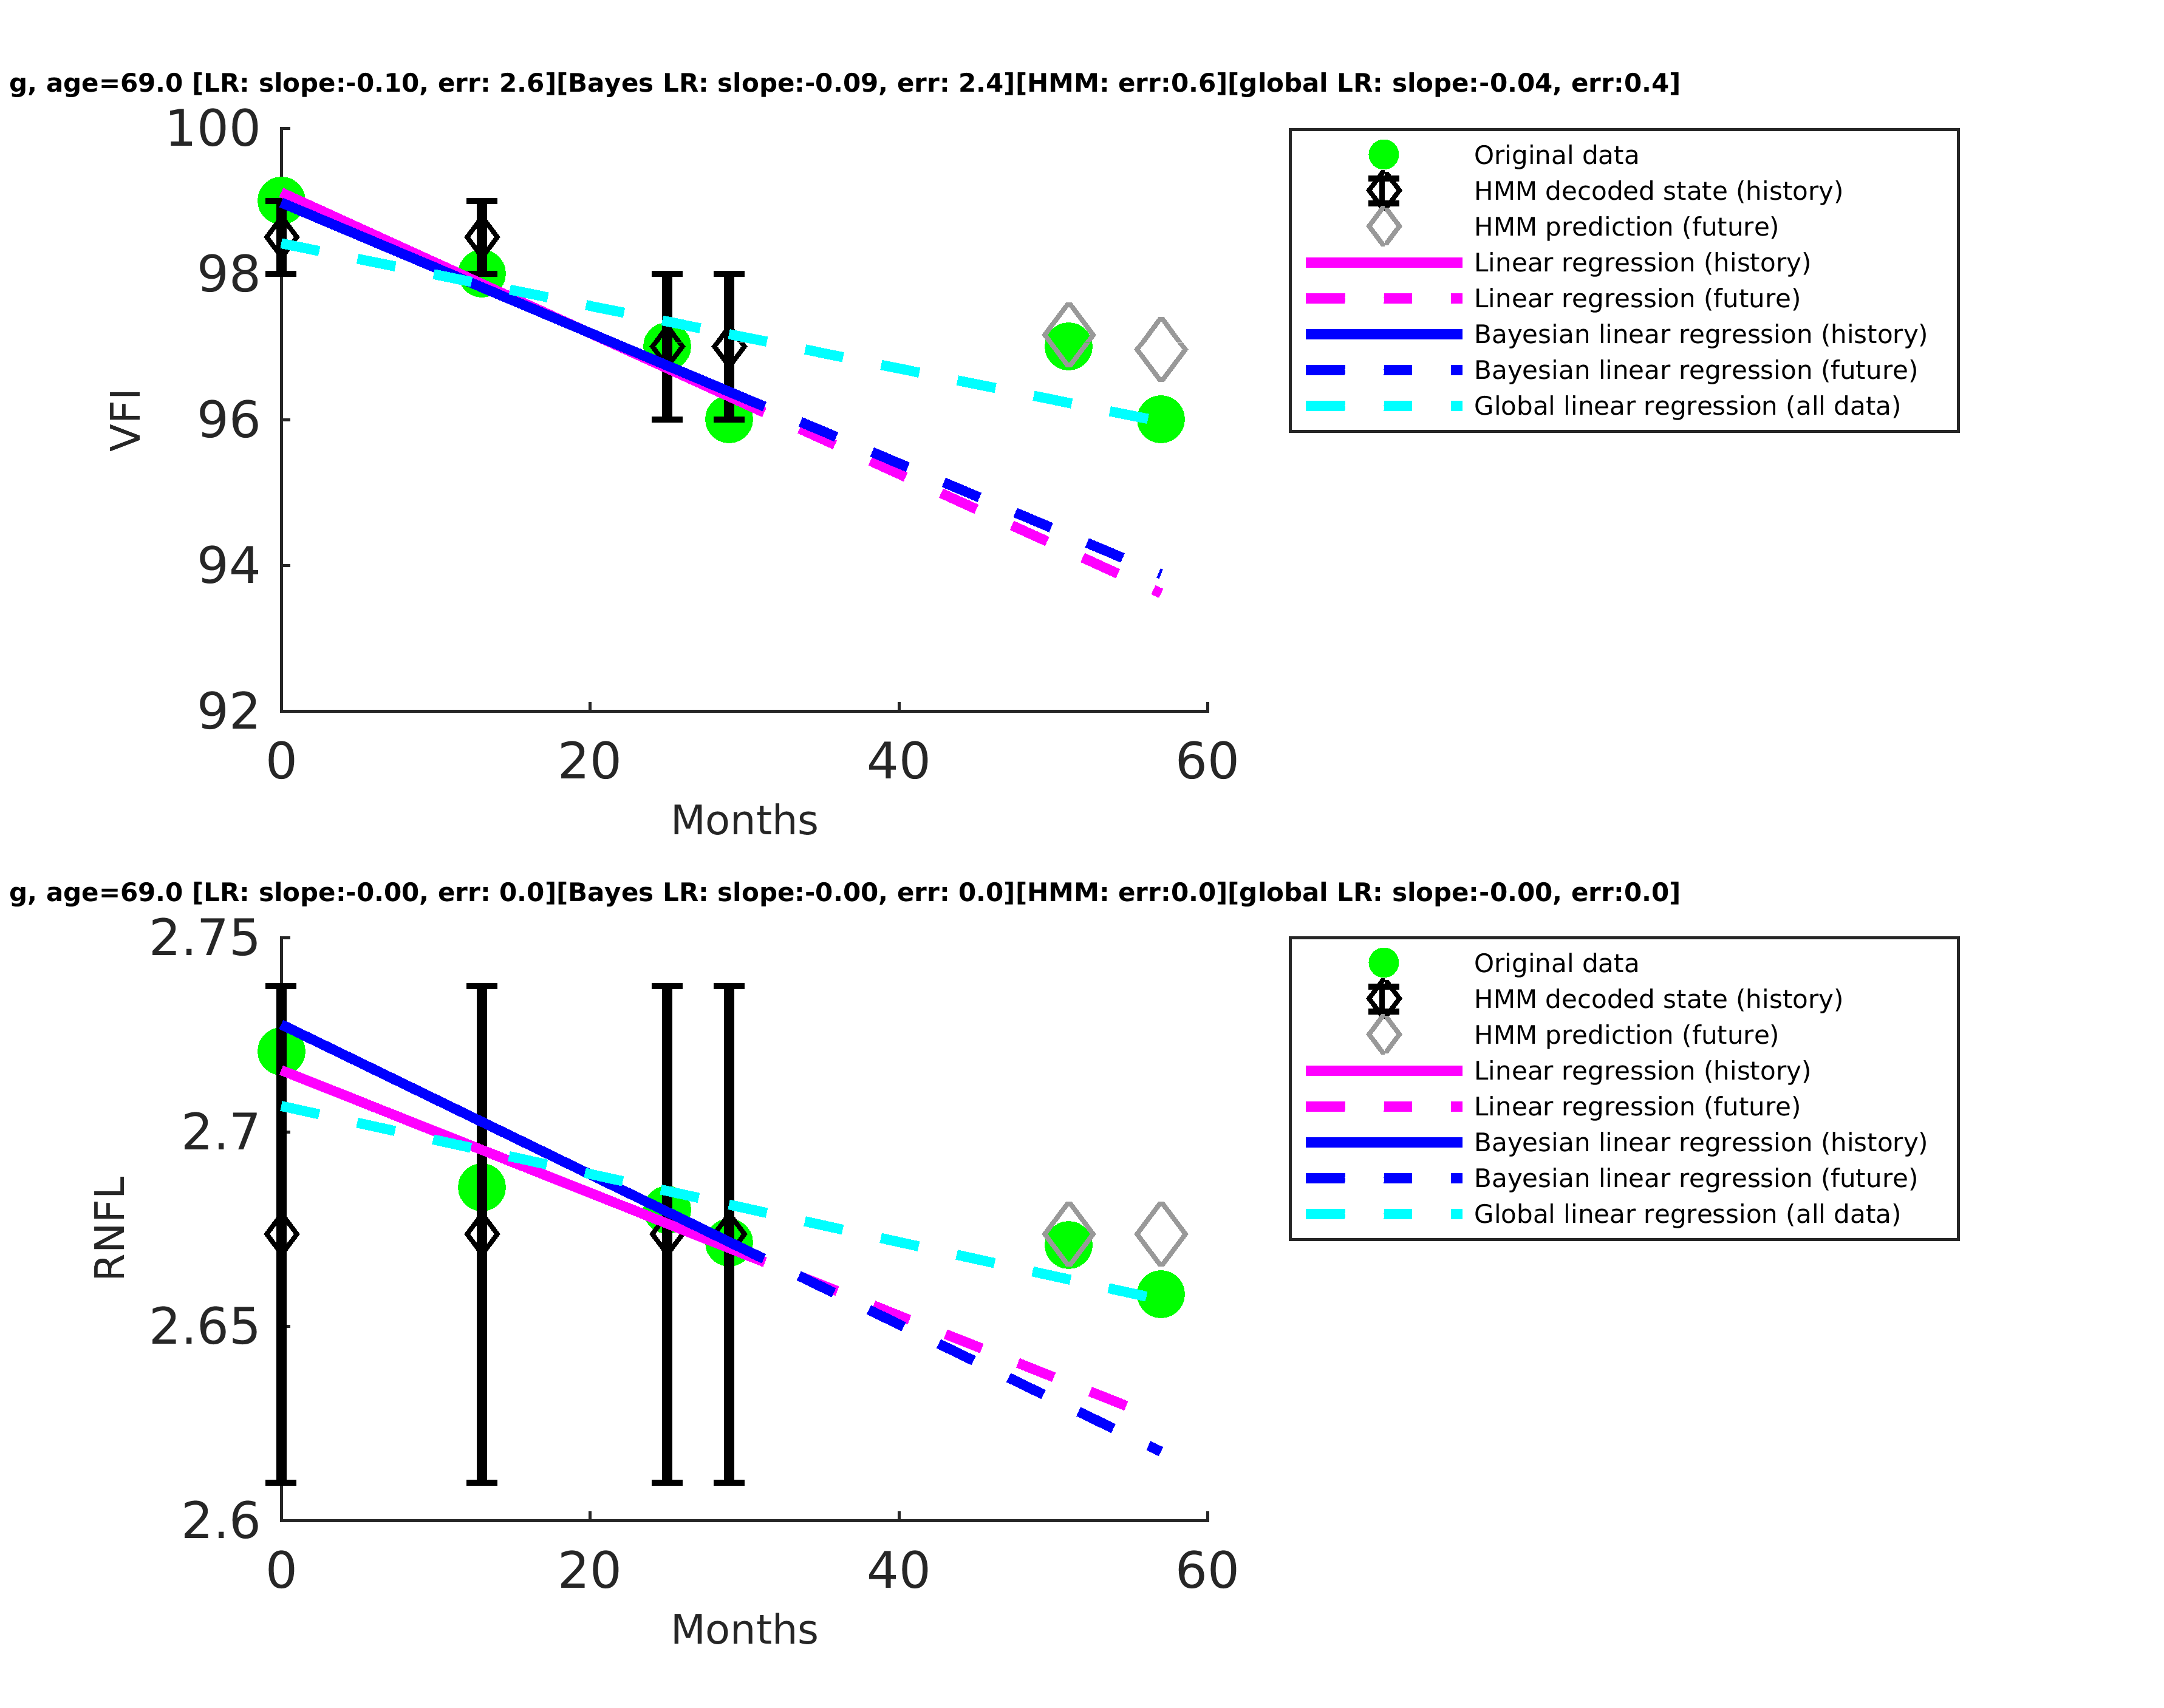 g, age=69.0 [LR: slope:-0.10, err: 2.6][Bayes LR: slope:-0.09, err: 2.4][HMM: err:0.6][global LR: slope:-0.04, err:0.4]
100
98
96
94
92
VFI
0 20 40 60
Months
Original data
HMM decoded state (history)
HMM prediction (future)
Linear regression (history)
Linear regression (future)
Bayesian linear regression (history)
Bayesian linear regression (future)
Global linear regression (all data)
g, age=69.0 [LR: slope:-0.00, err: 0.0][Bayes LR: slope:-0.00, err: 0.0][HMM: err:0.0][global LR: slope:-0.00, err:0.0]
2.75
2.7
2.65
2.6
RNFL
0 20 40 60
Months
Original data
HMM decoded state (history)
HMM prediction (future)
Linear regression (history)
Linear regression (future)
Bayesian linear regression (history)
Bayesian linear regression (future)
Global linear regression (all data)